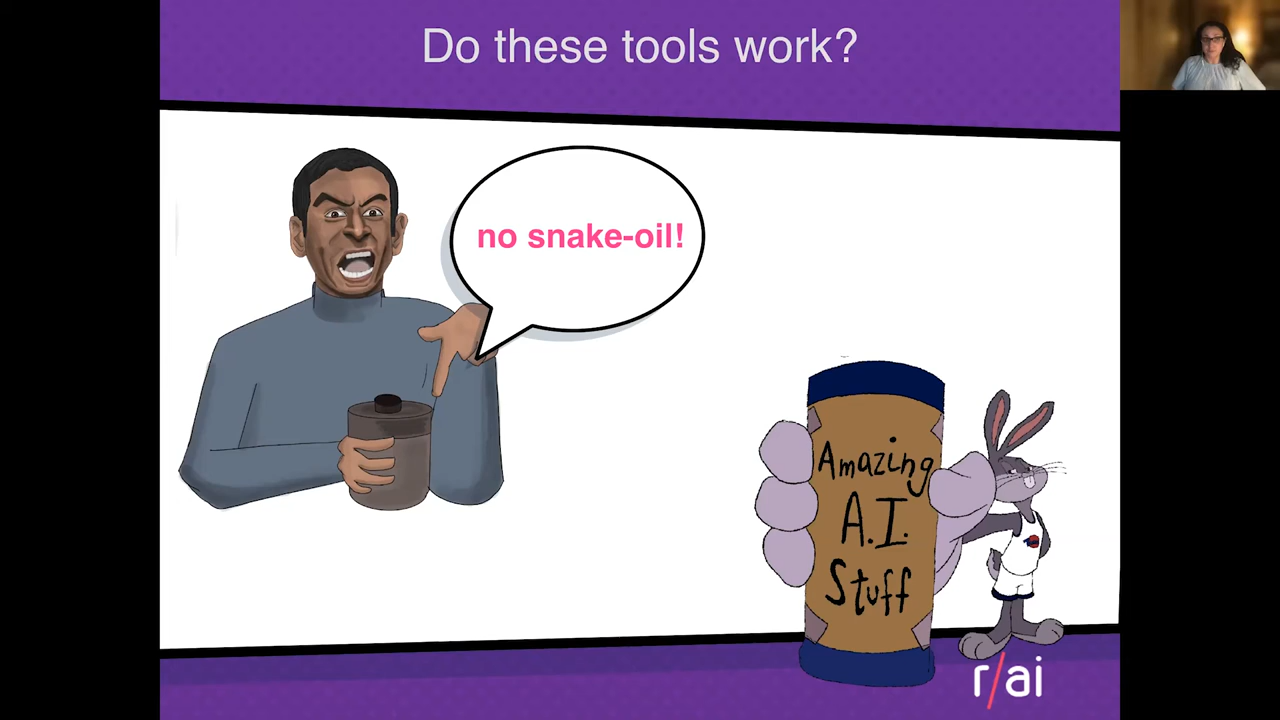 Do these tools work?
no snake-oil!
Amazing
A.I.
Stuff
r/ai